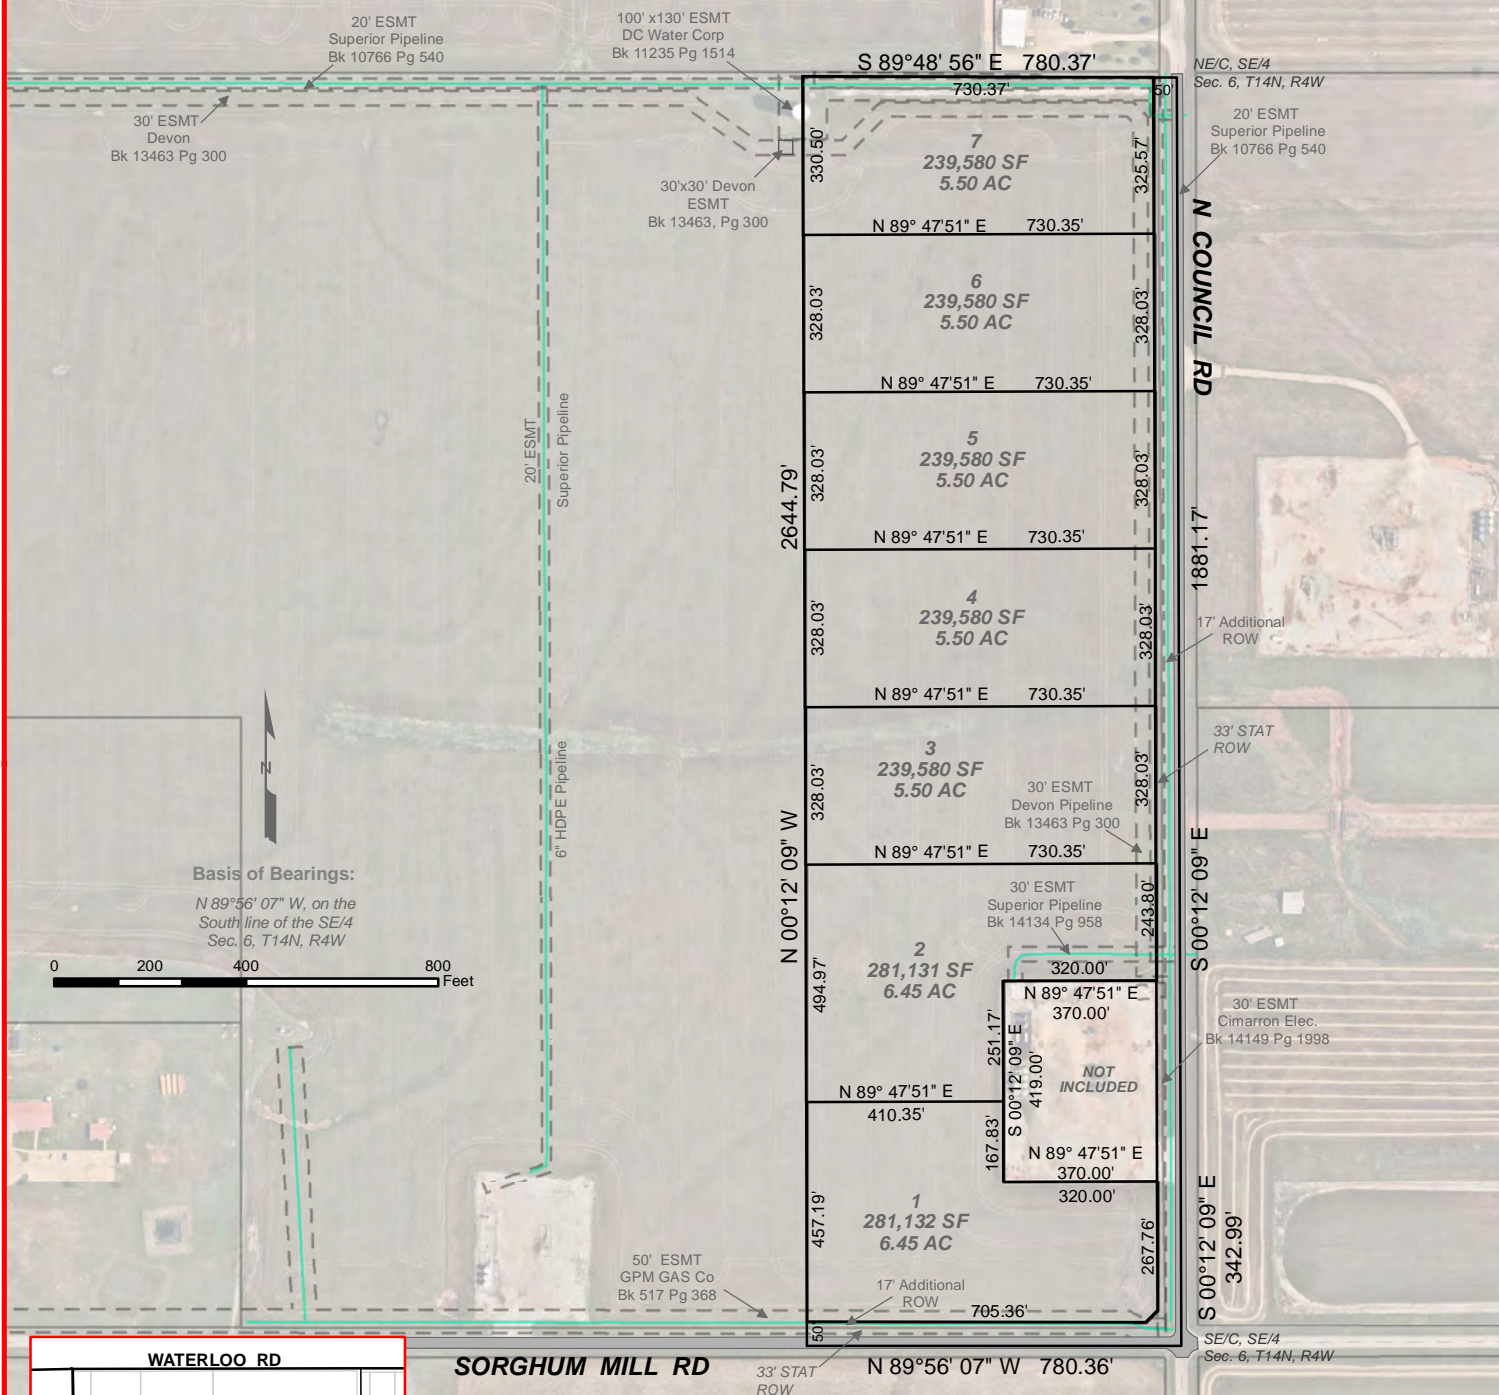 20' ESMT
Superior Pipeline
Bk 10766 Pg 540
100' x130' ESMT
DC Water Corp
Bk 11235 Pg 1514
S 89°48' 56" E 780.37'
NE/C, SE/4
Sec. 6, T14N, R4W
730.37'
50'
30' ESMT
Devon
Bk 13463 Pg 300
20' ESMT
Superior Pipeline
Bk 10766 Pg 540
330.50'
7
239,580 SF
5.50 AC
325.57'
30'x30' Devon
ESMT
Bk 13463, Pg 300
N 89° 47'51" E 730.35'
N COUNCIL RD
328.03'
6
239,580 SF
5.50 AC
328.03'
N 89° 47'51" E 730.35'
20' ESMT
Superior Pipeline
2644.79'
328.03'
5
239,580 SF
5.50 AC
328.03'
1881.17'
N 89° 47'51" E 730.35'
328.03'
4
239,580 SF
5.50 AC
328.03'
17' Additional
ROW
N 89° 47'51" E 730.35'
33' STAT
ROW
328.03'
3
239,580 SF
5.50 AC
328.03'
30' ESMT
Devon Pipeline
Bk 13463 Pg 300
N
6" HDPE Pipeline
N 00°12' 09" W
N 89° 47'51" E 730.35'
S 00°12' 09" E
Basis of Bearings:
N 89°56' 07" W, on the
South line of the SE/4
Sec. 6, T14N, R4W
0 200 400 800
Feet
30' ESMT
Superior Pipeline
Bk 14134 Pg 958
243.80'
494.97'
2
281,131 SF
6.45 AC
320.00'
N 89° 47'51" E
370.00'
30' ESMT
Cimarron Elec.
Bk 14149 Pg 1998
251.17'
S 00°12' 09" E
419.00'
NOT
INCLUDED
N 89° 47'51" E
410.35'
167.83'
N 89° 47'51" E
370.00'
320.00'
457.19'
1
281,132 SF
6.45 AC
267.76'
S 00°12' 09" E
342.99'
50' ESMT
GPM GAS Co
Bk 517 Pg 368
17' Additional
ROW
705.36'
50'
SE/C, SE/4
Sec. 6, T14N, R4W
WATERLOO RD
SORGHUM MILL RD
33' STAT
ROW
N 89°56' 07" W 780.36'